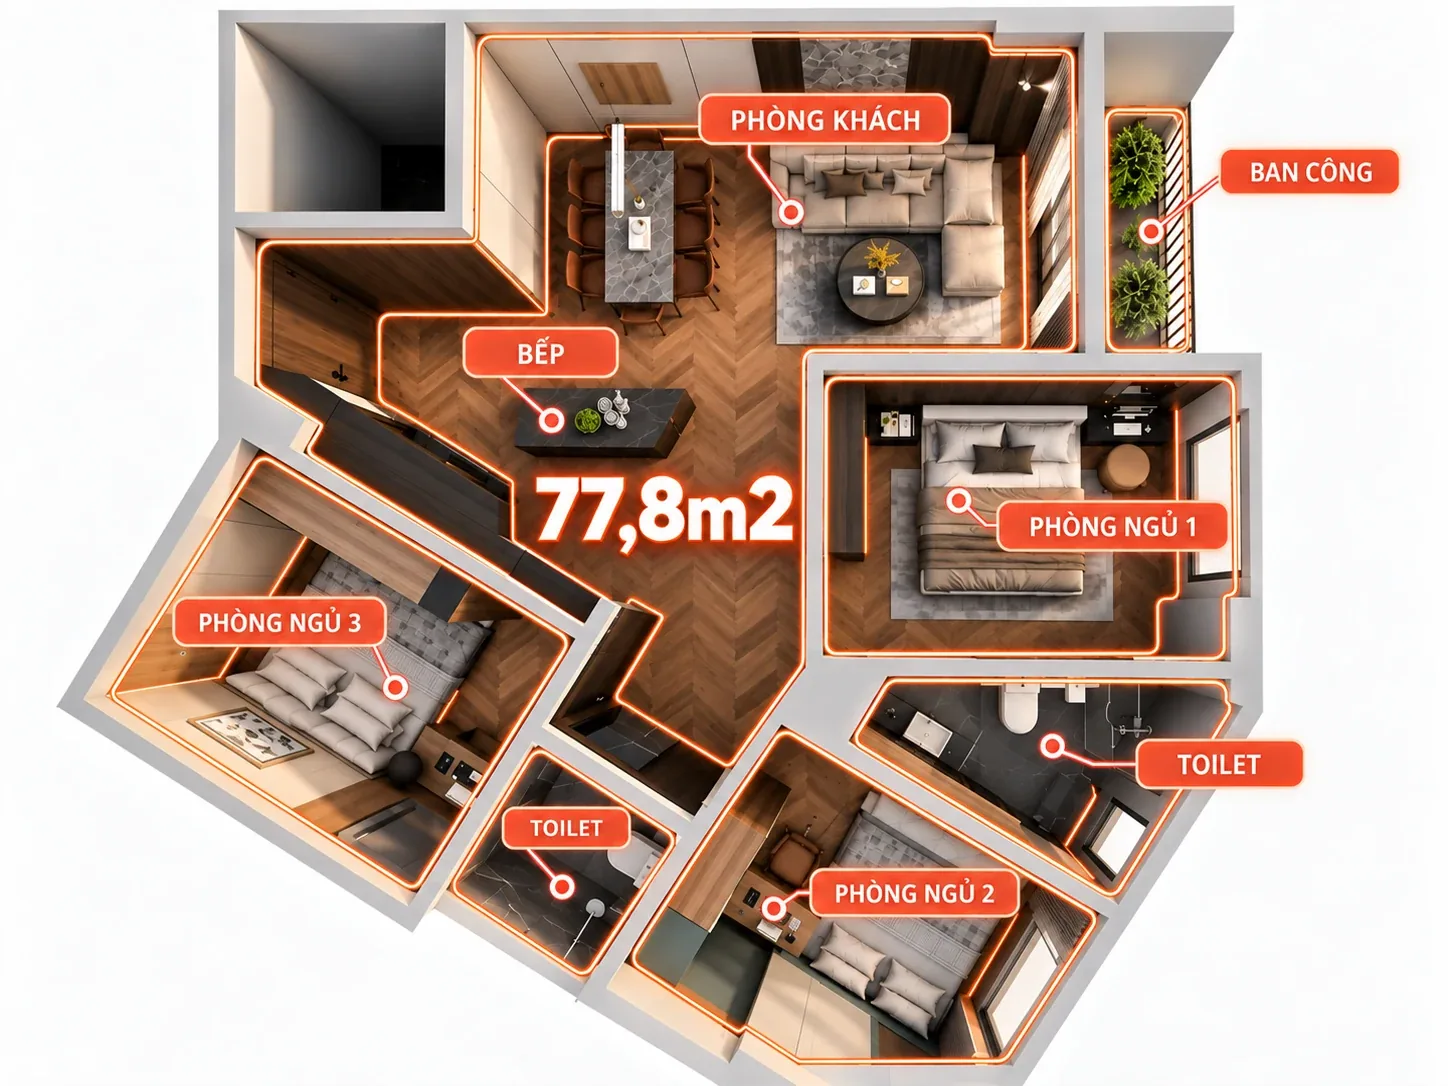 PHÒNG KHÁCH
BAN CÔNG
BẾP
77,8m2
PHÒNG NGỦ 1
PHÒNG NGỦ 3
TOILET
TOILET
PHÒNG NGỦ 2